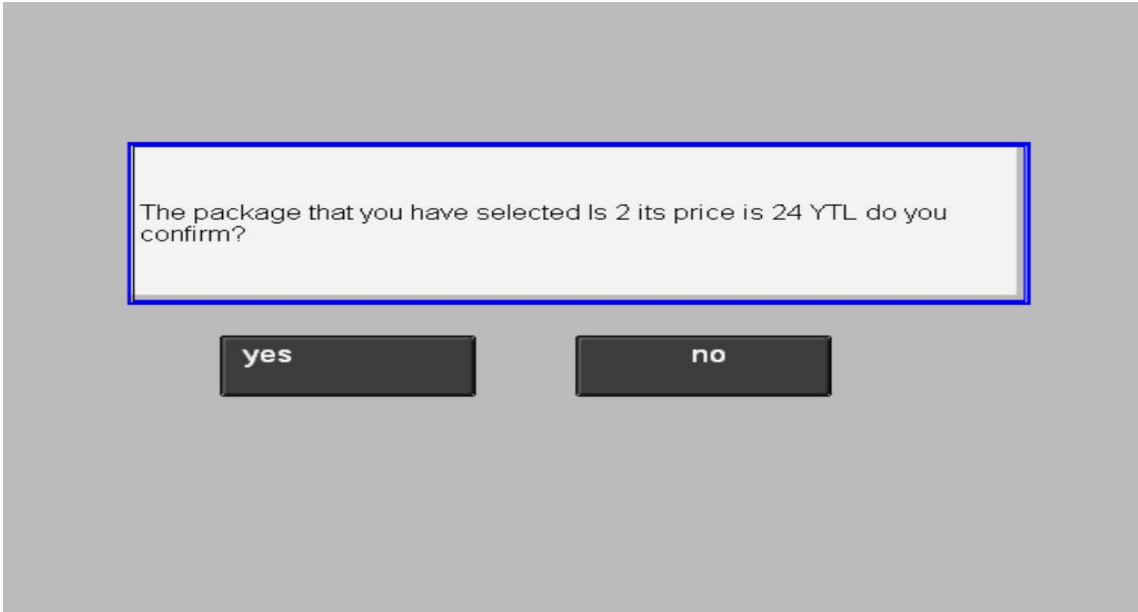 The package that you have selected Is 2 its price is 24 YTL do you
confirm?
yes
no